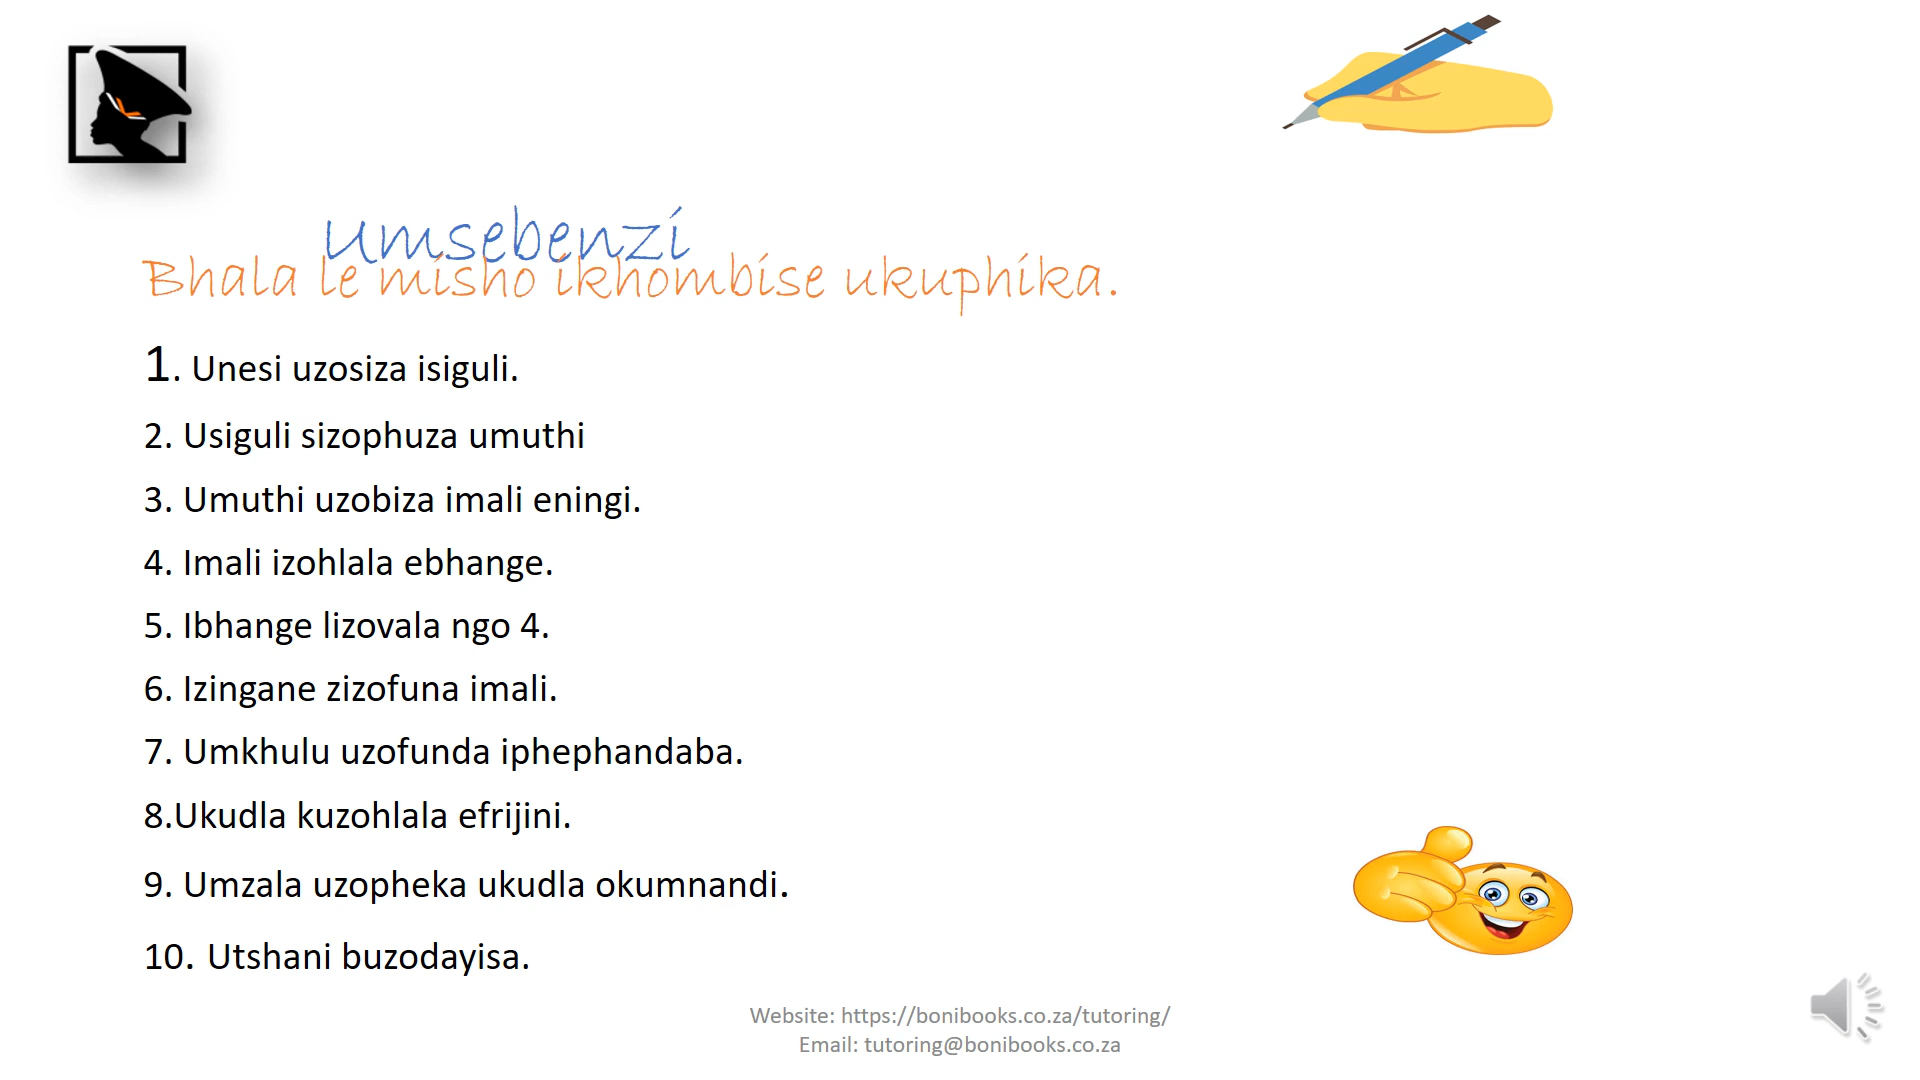 Umsebenzi
Bhala le misho ikhombise ukuphika.
1. Unesi uzosiza isiguli.
2. Usiguli sizophuza umuthi
3. Umuthi uzobiza imali eningi.
4. Imali izohlala ebhange.
5. Ibhange lizovala ngo 4.
6. Izingane zizofuna imali.
7. Umkhulu uzofunda iphephandaba.
8.Ukudla kuzohlala efrijini.
9. Umzala uzopheka ukudla okumnandi.
10. Utshani buzodayisa.
Website: https://bonibooks.co.za/tutoring/
Email: tutoring@bonibooks.co.za